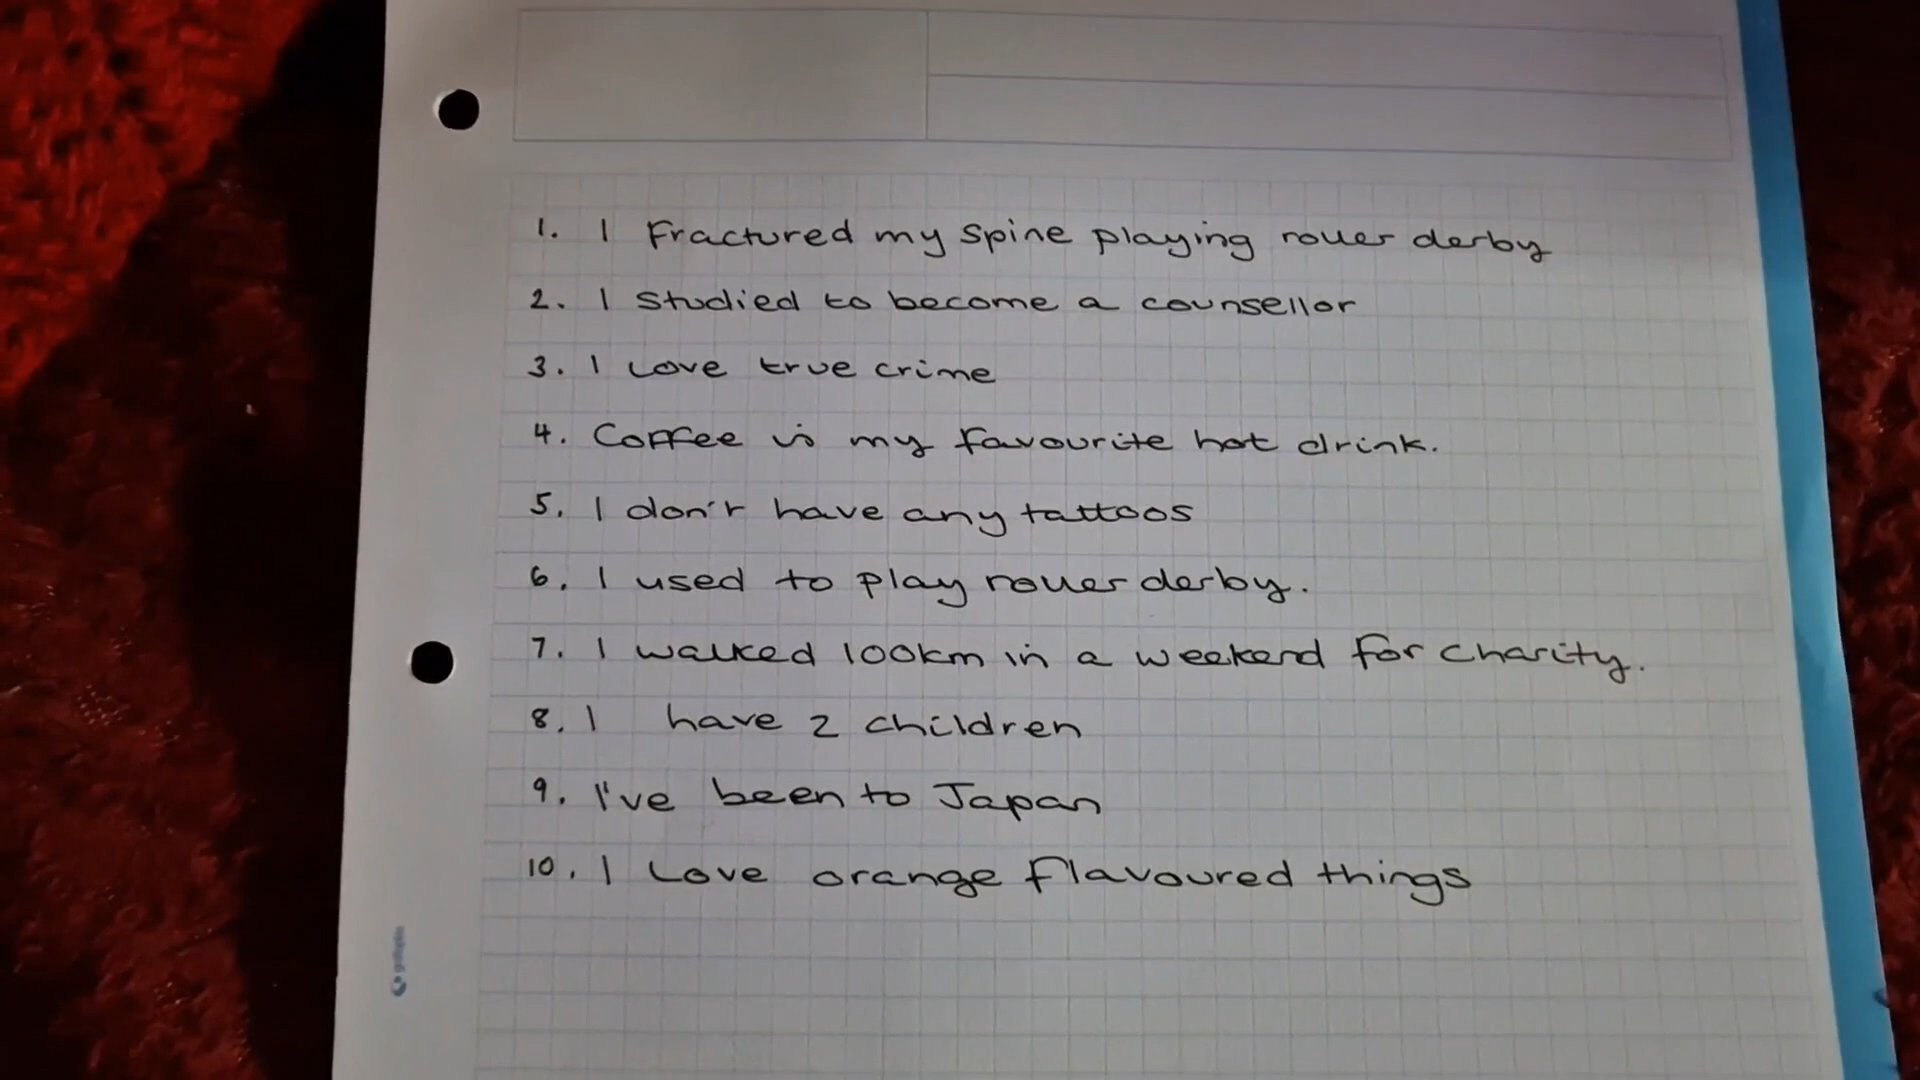 1. I Fractured my spine playing roller derby
2. I studied to become a counsellor
3. I Love true crime
4. Coffee is my favourite hot drink.
5. I don't have any tattoos
6. I used to play roller derby.
7. I walked 100km in a weekend for charity.
8. I have 2 children
9. I've been to Japan
10. I Love orange flavoured things